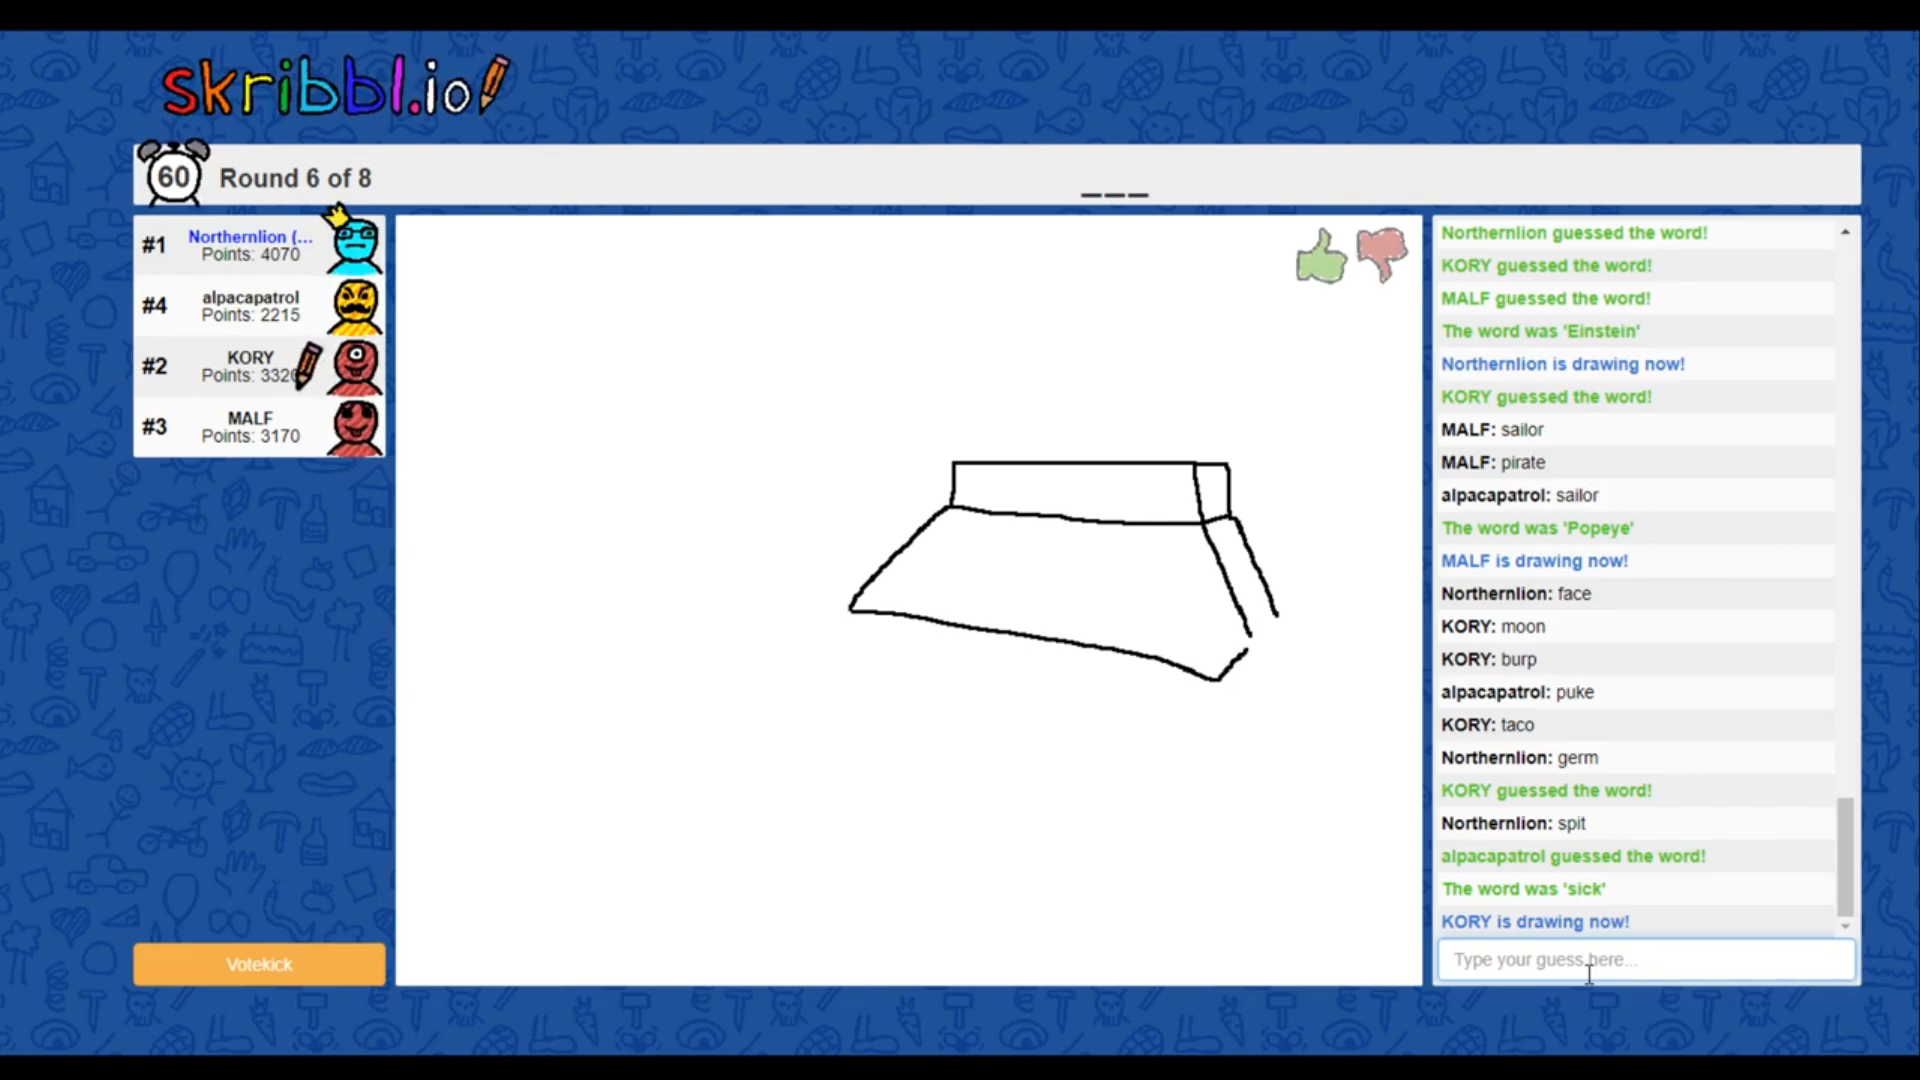 skribbl.io
60
Round 6 of 8
___
#1
Northernlion (...
Points: 4070
#4
alpacapatrol
Points: 2215
#2
KORY
Points: 3320
#3
MALF
Points: 3170
Votekick
Northernlion guessed the word!
KORY guessed the word!
MALF guessed the word!
The word was 'Einstein'
Northernlion is drawing now!
KORY guessed the word!
MALF: sailor
MALF: pirate
alpacapatrol: sailor
The word was 'Popeye'
MALF is drawing now!
Northernlion: face
KORY: moon
KORY: burp
alpacapatrol: puke
KORY: taco
Northernlion: germ
KORY guessed the word!
Northernlion: spit
alpacapatrol guessed the word!
The word was 'sick'
KORY is drawing now!
Type your guess here...